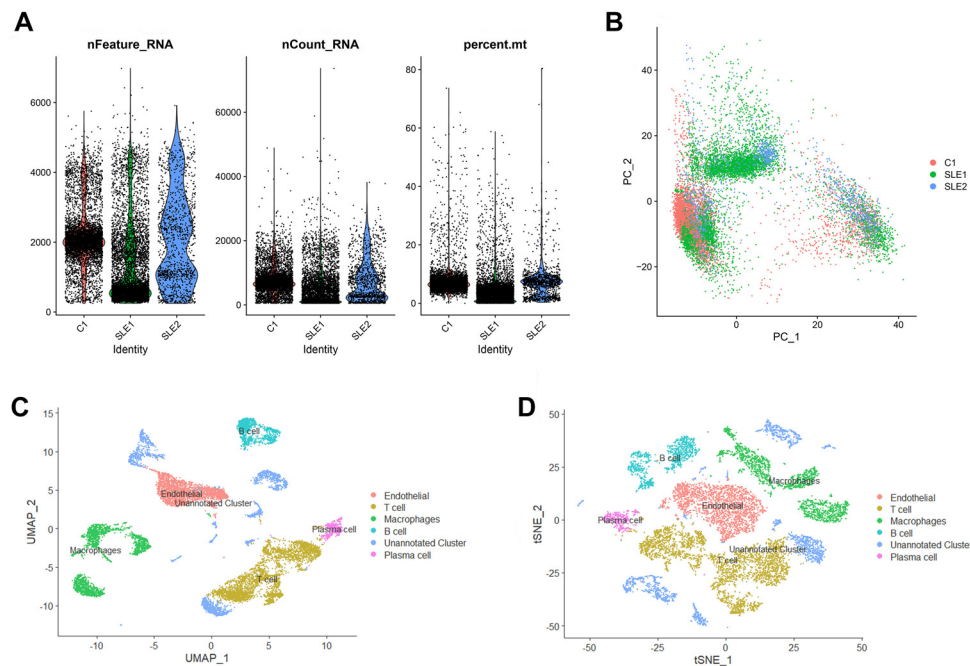 A
nFeature_RNA
nCount_RNA
percent.mt
6000
4000
2000
0
60000
40000
20000
0
80
60
40
20
0
C1
SLE1
SLE2
C1
SLE1
SLE2
C1
SLE1
SLE2
Identity
Identity
Identity
B
PC_2
40
20
0
−20
0
20
40
PC_1
C1
SLE1
SLE2
C
UMAP_2
15
10
5
0
-5
-10
-10
-5
0
5
10
UMAP_1
B cell
Endothelial
Unannotated Cluster
Plasma cell
Macrophages
T cell
Endothelial
T cell
Macrophages
B cell
Unannotated Cluster
Plasma cell
D
tSNE_2
50
25
0
-25
-50
-50
-25
0
25
50
tSNE_1
B cell
Macrophages
Endothelial
Plasma cell
Unannotated Cluster
T cell
Endothelial
T cell
Macrophages
B cell
Unannotated Cluster
Plasma cell